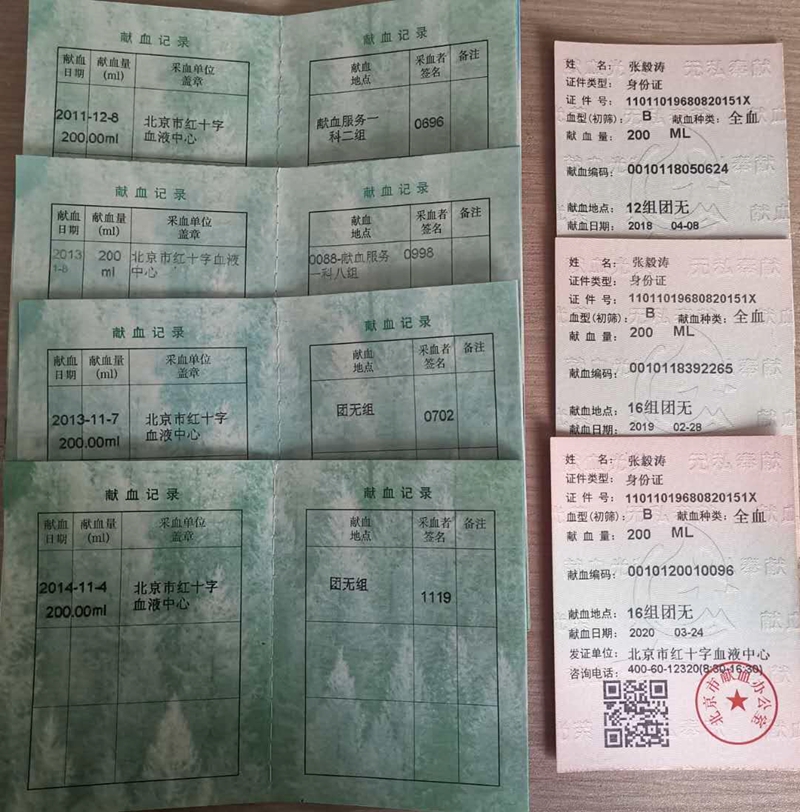 献血记录
献血日期 献血量(ml) 采血单位盖章
2011-12-8
200.00ml
北京市红十字
血液中心
献血记录
献血地点 采血者签名 备注
献血服务一
科二组
0696
献血记录
献血日期 献血量(ml) 采血单位盖章
2013
1-8
200
ml
北京市红十字血液
中心
献血记录
献血地点 采血者签名 备注
0088-献血服务
一科八组
0998
献血记录
献血日期 献血量(ml) 采血单位盖章
2013-11-7
200.00ml
北京市红十字
血液中心
献血记录
献血地点 采血者签名 备注
团无组
0702
献血记录
献血日期 献血量(ml) 采血单位盖章
2014-11-4
200.00ml
北京市红十字
血液中心
献血记录
献血地点 采血者签名 备注
团无组
1119
姓 名: 张毅涛
证件类型: 身份证
证 件 号: 11011019680820151X
血型(初筛): B 献血种类: 全血
献 血 量: 200 ML
献血编码: 0010118050624
献血地点: 12组团无
献血日期: 2018 04-08
姓 名: 张毅涛
证件类型: 身份证
证 件 号: 11011019680820151X
血型(初筛): B 献血种类: 全血
献 血 量: 200 ML
献血编码: 0010118392265
献血地点: 16组团无
献血日期: 2019 02-28
姓 名: 张毅涛
证件类型: 身份证
证 件 号: 11011019680820151X
血型(初筛): B 献血种类: 全血
献 血 量: 200 ML
献血编码: 0010120010096
献血地点: 16组团无
献血日期: 2020 03-24
发证单位: 北京市红十字血液中心
咨询电话: 400-60-12320(8:30-16:30)
北京市献血办公室